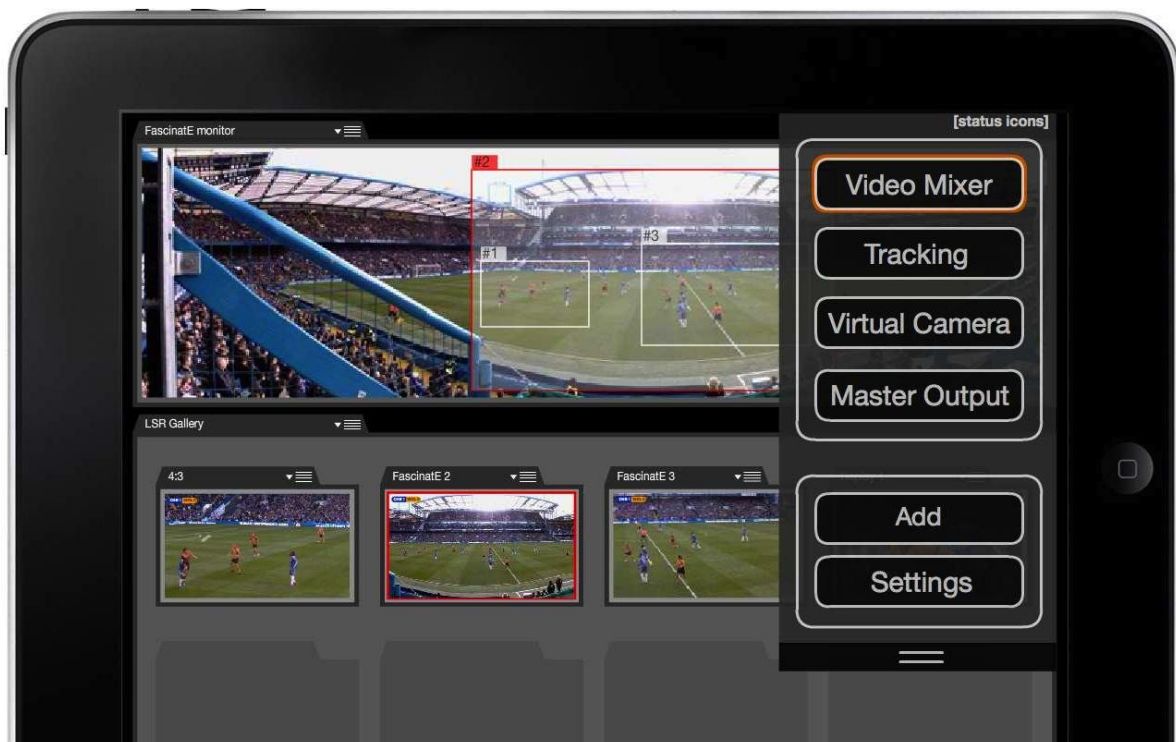 [status icons]
FascinatE monitor
#2
#1
#3
Video Mixer
Tracking
Virtual Camera
Master Output
LSR Gallery
4:3
FascinatE 2
FascinatE 3
Add
Settings